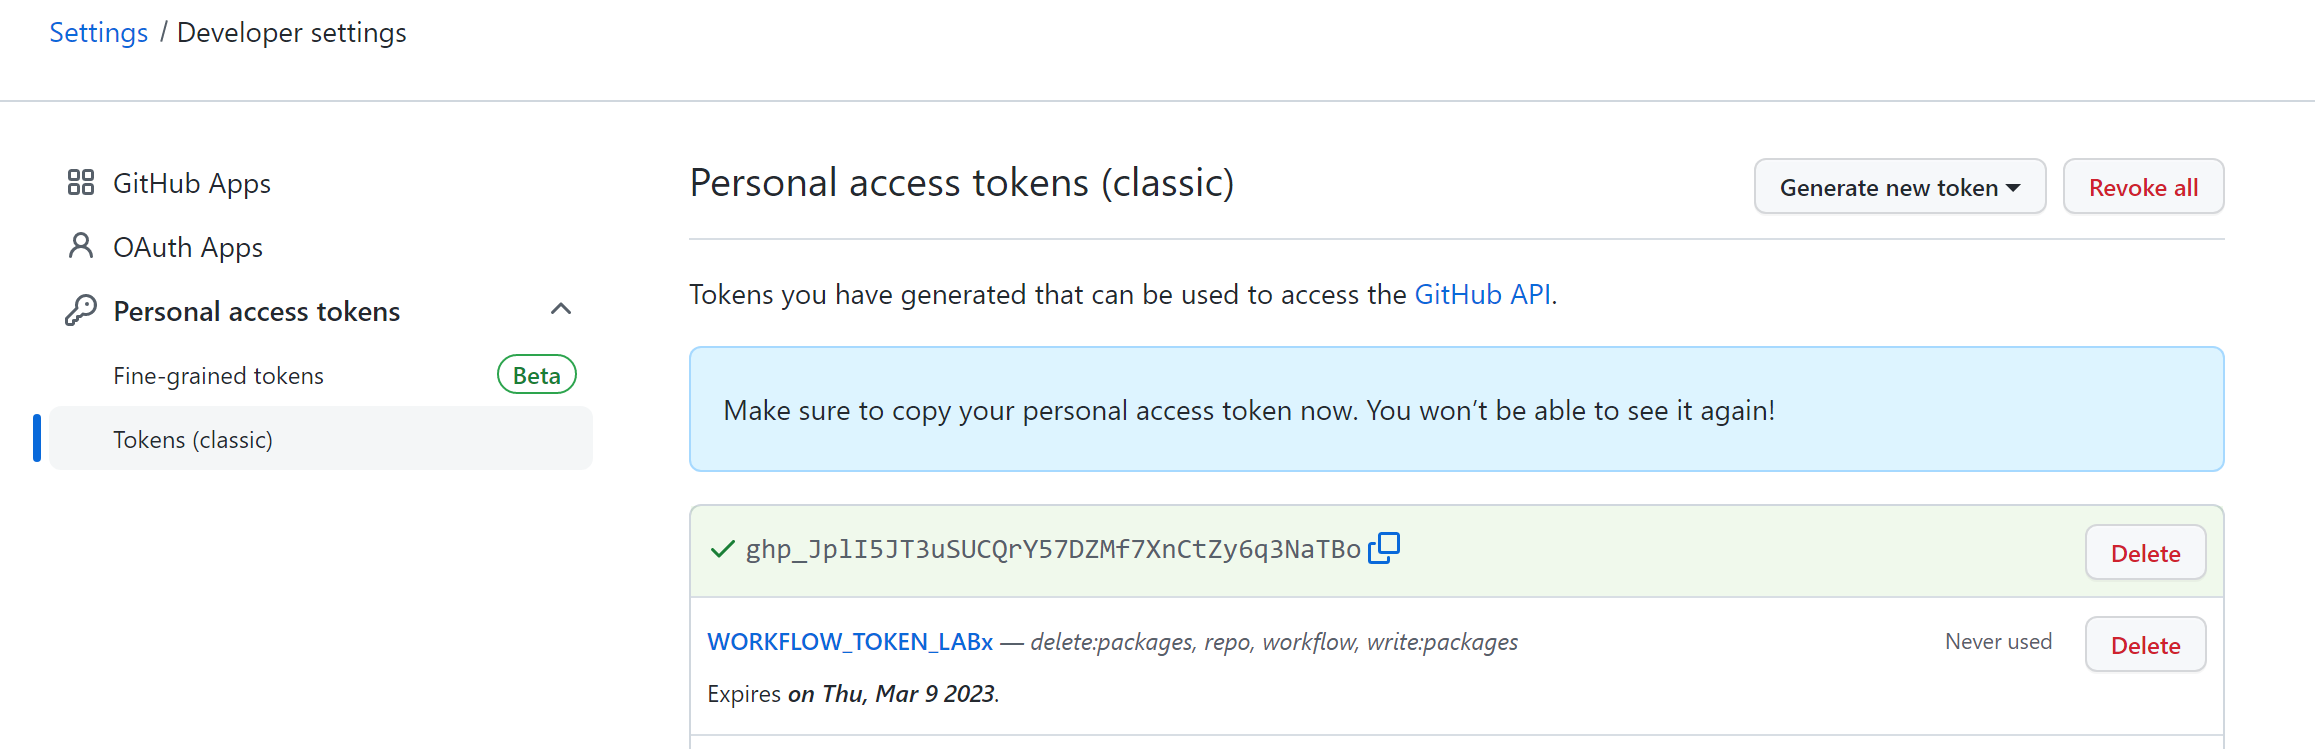 Settings / Developer settings
GitHub Apps
OAuth Apps
Personal access tokens
Fine-grained tokens Beta
Tokens (classic)
Personal access tokens (classic)
Generate new token
Revoke all
Tokens you have generated that can be used to access the GitHub API.
Make sure to copy your personal access token now. You won’t be able to see it again!
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 Delete
WORKFLOW_TOKEN_LABx — delete:packages, repo, workflow, write:packages Never used Delete
Expires on Thu, Mar 9 2023.